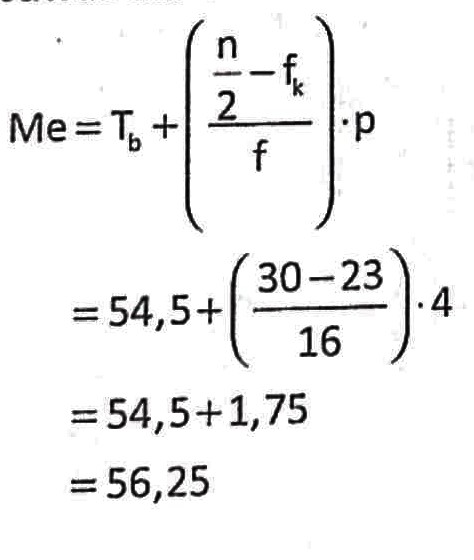 Me = T_b + ( (n/2 − f_k) / f ) · p
= 54,5 + ( (30 − 23) / 16 ) · 4
= 54,5 + 1,75
= 56,25